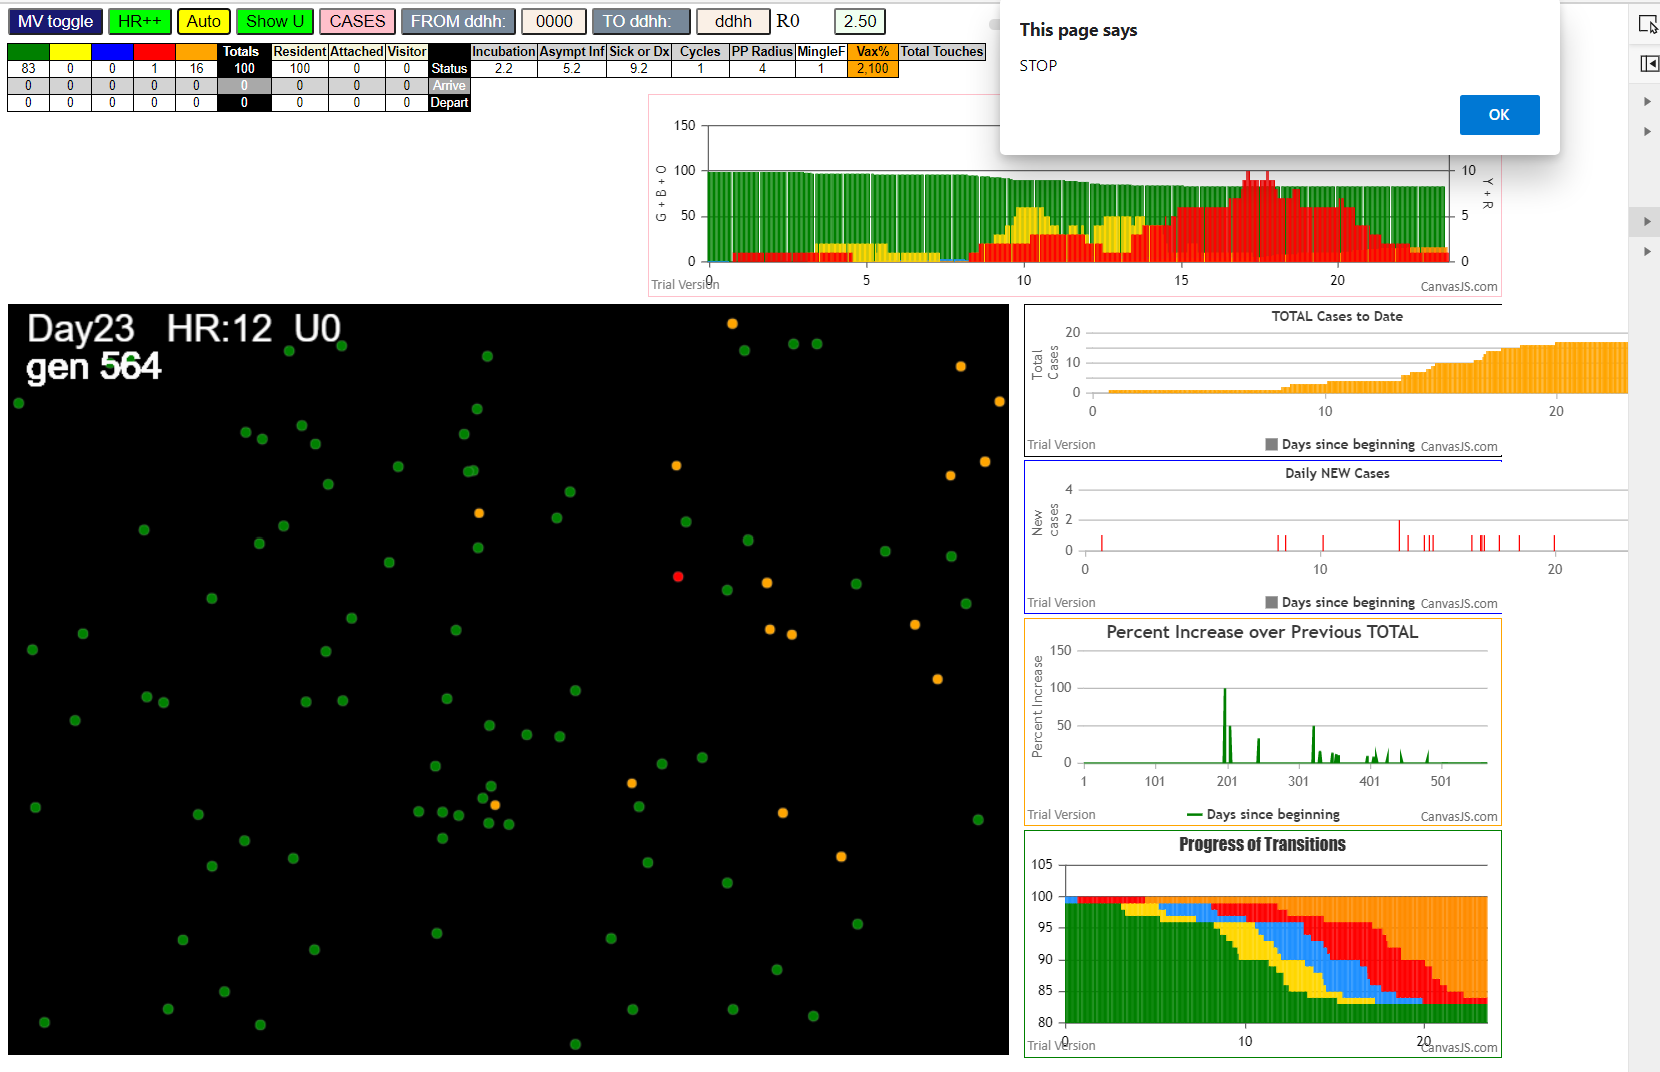 MV toggle HR++ Auto Show U CASES FROM ddhh: 0000 TO ddhh: ddhh R0 2.50
This page says
STOP
OK
Totals Resident Attached Visitor Incubation Asympt Inf Sick or Dx Cycles PP Radius MingleF Vax% Total Touches
83 0 0 1 16 100 100 0 0 Status 2.2 5.2 9.2 1 4 1 2,100
0 0 0 0 0 0 0 0 0 Arrive
0 0 0 0 0 0 0 0 0 Depart
150
100
50
0
G + B + O
10
5
0
Y + R
0 5 10 15 20
Trial Version CanvasJS.com
Day23 HR:12 U0
gen 564
TOTAL Cases to Date
20
10
0
Total
Cases
0 10 20
Days since beginning
Trial Version CanvasJS.com
Daily NEW Cases
4
2
0
New
cases
0 10 20
Days since beginning
Trial Version CanvasJS.com
Percent Increase over Previous TOTAL
150
100
50
0
Percent Increase
1 101 201 301 401 501
Days since beginning
Trial Version CanvasJS.com
Progress of Transitions
105
100
95
90
85
80
0 10 20
Trial Version CanvasJS.com